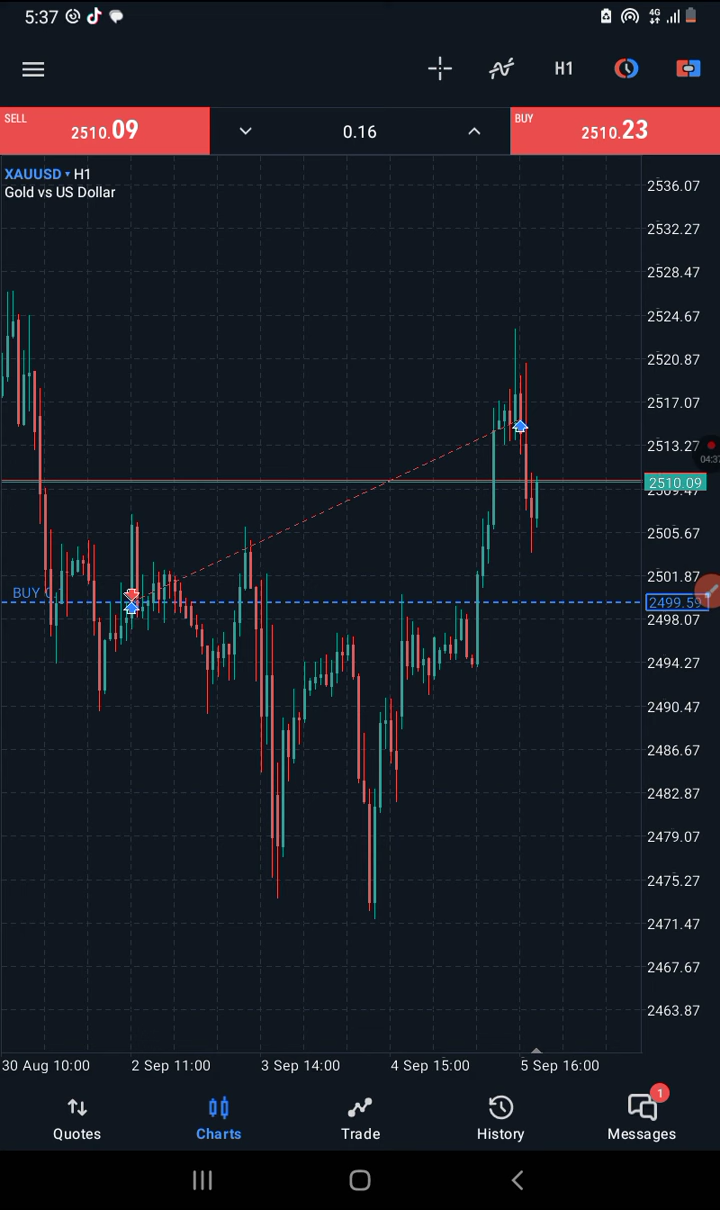 5:37
4G
H1
SELL
2510.09
0.16
BUY
2510.23
XAUUSD H1
Gold vs US Dollar
2536.07
2532.27
2528.47
2524.67
2520.87
2517.07
2513.27
2510.09
2509.47
2505.67
2501.87
BUY
2499.59
2498.07
2494.27
2490.47
2486.67
2482.87
2479.07
2475.27
2471.47
2467.67
2463.87
30 Aug 10:00
2 Sep 11:00
3 Sep 14:00
4 Sep 15:00
5 Sep 16:00
Quotes
Charts
Trade
History
1
Messages